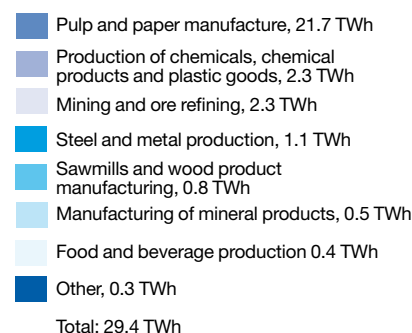 Pulp and paper manufacture, 21.7 TWh
Production of chemicals, chemical
products and plastic goods, 2.3 TWh
Mining and ore refining, 2.3 TWh
Steel and metal production, 1.1 TWh
Sawmills and wood product
manufacturing, 0.8 TWh
Manufacturing of mineral products, 0.5 TWh
Food and beverage production 0.4 TWh
Other, 0.3 TWh
Total: 29,4 TWh